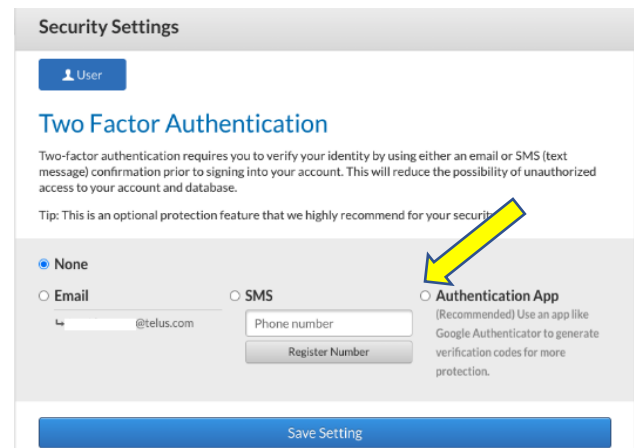 Security Settings
User
Two Factor Authentication
Two-factor authentication requires you to verify your identity by using either an email or SMS (text
message) confirmation prior to signing into your account. This will reduce the possibility of unauthorized
access to your account and database.
Tip: This is an optional protection feature that we highly recommend for your
None
Email
SMS
Authentication App
@telus.com
Phone number
(Recommended) Use an app like
Google Authenticator to generate
Register Number
verification codes for more
protection.
Save Setting